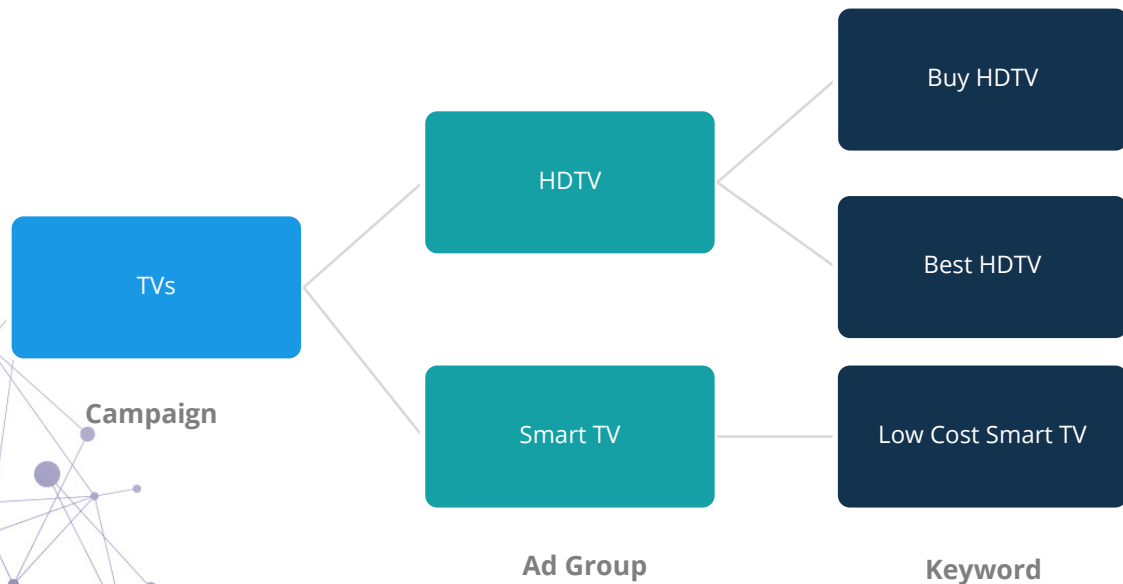 Buy HDTV
HDTV
Best HDTV
TVs
Campaign
Smart TV
Low Cost Smart TV
Ad Group
Keyword